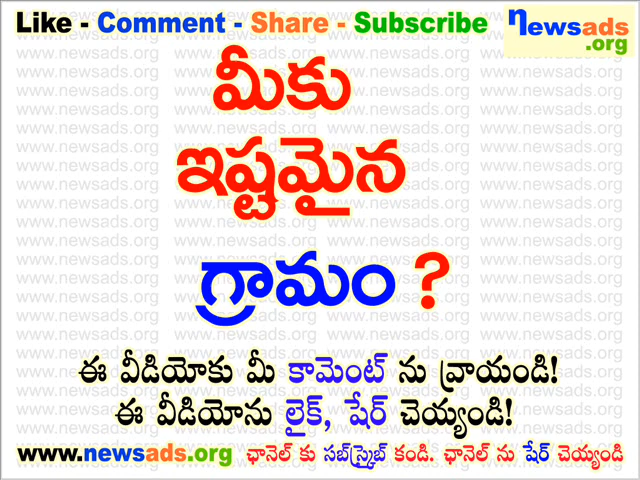 Like - Comment - Share - Subscribe
newsads
.org
మీకు
ఇష్టమైన
గ్రామం ?
ఈ వీడియోకు మీ కామెంట్ ను వ్రాయండి!
ఈ వీడియోను లైక్, షేర్ చెయ్యండి!
www.newsads.org ఛానెల్ కు సబ్‌స్క్రైబ్ కండి. ఛానెల్ ను షేర్ చెయ్యండి